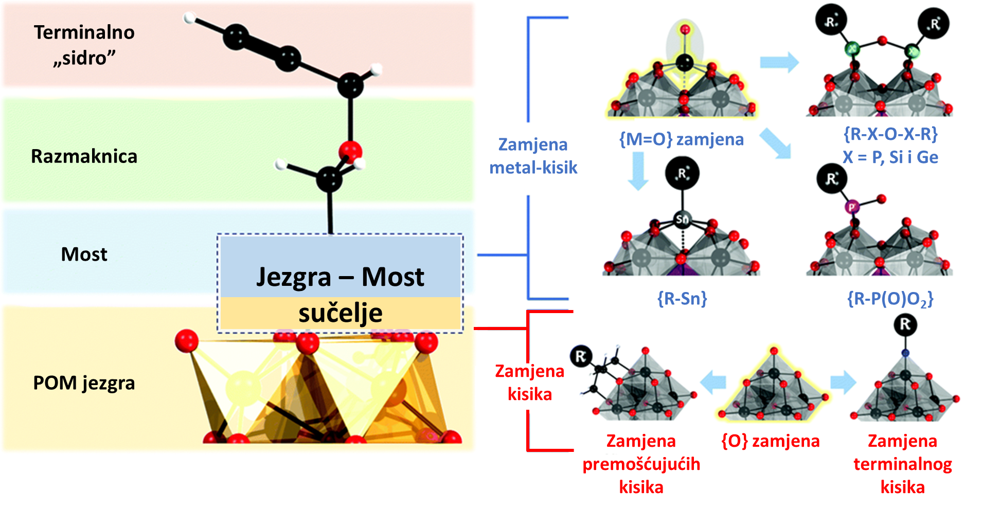 Terminalno
„sidro”
Razmaknica
Most
POM jezgra
Jezgra – Most
sučelje
Zamjena
metal-kisik
{M=O} zamjena
R
R
X
X
{R-X-O-X-R}
X = P, Si i Ge
R
Sn
{R-Sn}
R
P
{R-P(O)O₂}
Zamjena
kisika
R
Zamjena
premošćujućih
kisika
{O} zamjena
R
Zamjena
terminalnog
kisika